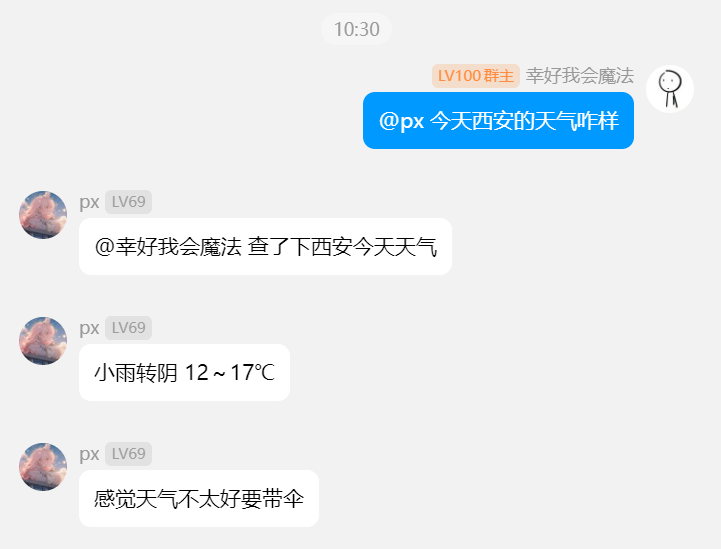 10:30
LV100 群主 幸好我会魔法
@px 今天西安的天气咋样
px LV69
@幸好我会魔法 查了下西安今天天气
px LV69
小雨转阴 12～17℃
px LV69
感觉天气不太好要带伞